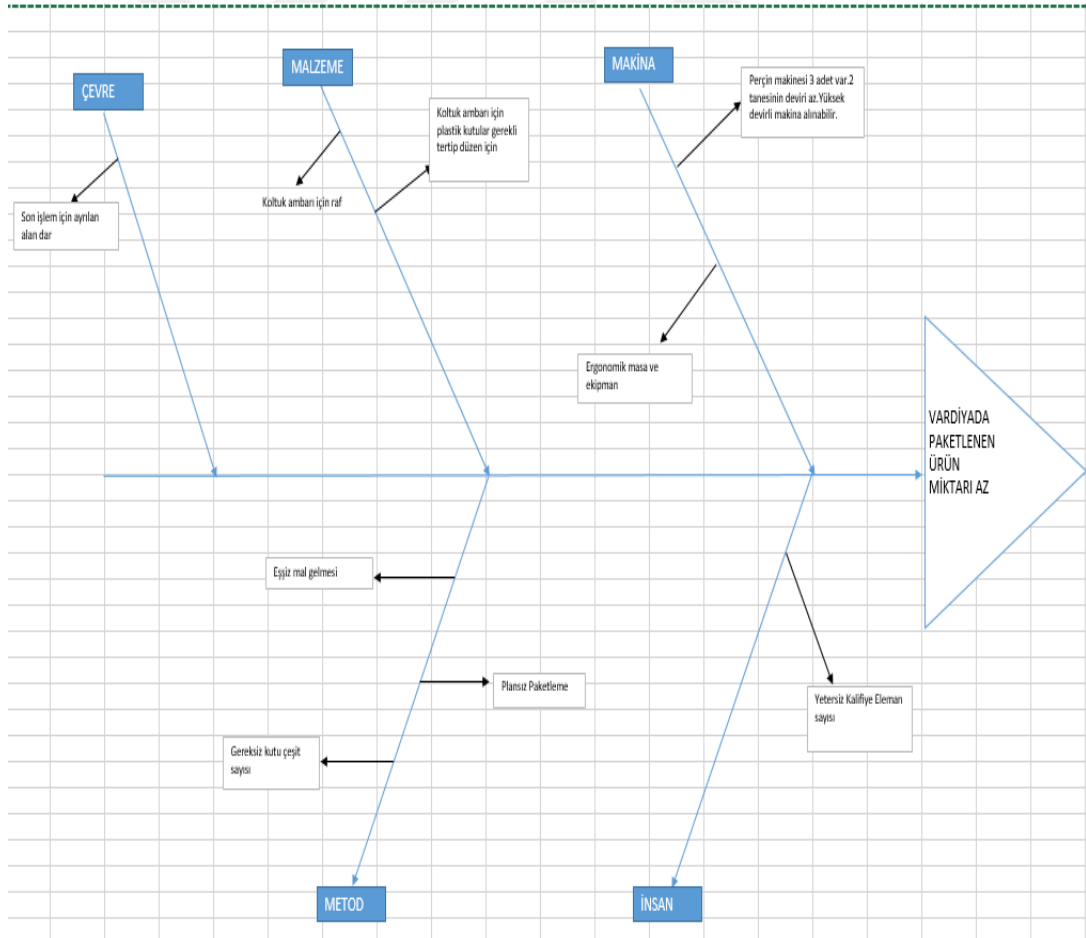 ÇEVRE
MALZEME
MAKİNA
Perçin makinesi 3 adet var.2
tanesinin deviri az.Yüksek
devirli makina alınabilir.
Koltuk ambarı için
plastik kutular gerekli
tertip düzen için
Koltuk ambarı için raf
Son işlem için ayrılan
alan dar
Ergonomik masa ve
ekipman
VARDİYADA
PAKETLENEN
ÜRÜN
MİKTARI AZ
Eşsiz mal gelmesi
Plansız Paketleme
Yetersiz Kalifiye Eleman
sayısı
Gereksiz kutu çeşit
sayısı
METOD
İNSAN